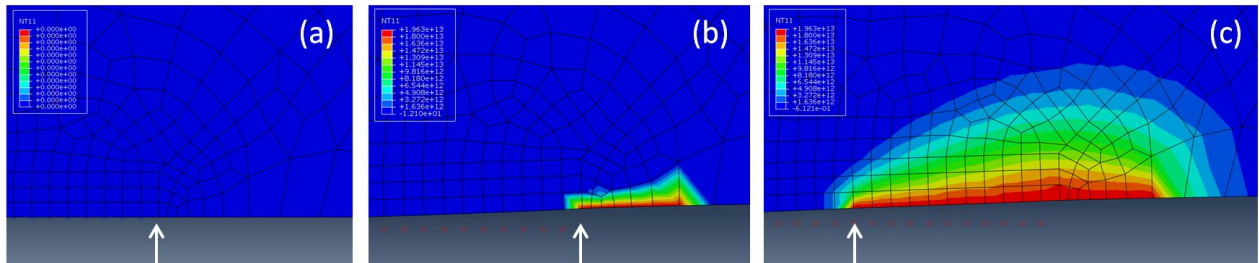 (a)
NT11
+0.000e+00
+0.000e+00
+0.000e+00
+0.000e+00
+0.000e+00
+0.000e+00
+0.000e+00
+0.000e+00
+0.000e+00
+0.000e+00
+0.000e+00
+0.000e+00
+0.000e+00
(b)
NT11
+1.963e+13
+1.800e+13
+1.636e+13
+1.472e+13
+1.309e+13
+1.145e+13
+9.816e+12
+8.180e+12
+6.544e+12
+4.908e+12
+3.272e+12
+1.636e+12
-1.210e+01
(c)
NT11
+1.963e+13
+1.800e+13
+1.636e+13
+1.472e+13
+1.309e+13
+1.145e+13
+9.816e+12
+8.180e+12
+6.544e+12
+4.908e+12
+3.272e+12
+1.636e+12
-6.121e-01